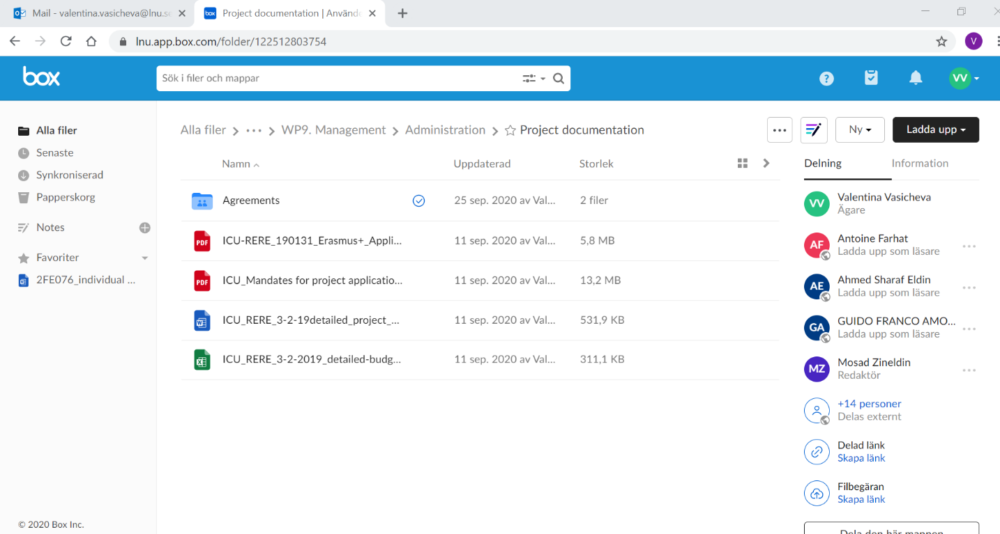 Mail - valentina.vasicheva@lnu.se
Project documentation | Använde
lnu.app.box.com/folder/122512803754
V
box
Sök i filer och mappar
?
VV
Alla filer
Senaste
Synkroniserad
Papperskorg
Notes
Favoriter
2FE076_individual ...
© 2020 Box Inc.
Alla filer > ... > WP9. Management > Administration > Project documentation
Ny
Ladda upp
Namn Uppdaterad Storlek
Agreements 25 sep. 2020 av Val... 2 filer
PDF ICU-RERE_190131_Erasmus+_Appli... 11 sep. 2020 av Val... 5,8 MB
PDF ICU_Mandates for project applicatio... 11 sep. 2020 av Val... 13,2 MB
ICU_RERE_3-2-19detailed_project_... 11 sep. 2020 av Val... 531,9 KB
ICU_RERE_3-2-2019_detailed-budg... 11 sep. 2020 av Val... 311,1 KB
Delning Information
VV Valentina Vasicheva
Ägare
AF Antoine Farhat
Ladda upp som läsare
AE Ahmed Sharaf Eldin
Ladda upp som läsare
GA GUIDO FRANCO AMO...
Ladda upp som läsare
MZ Mosad Zineldin
Redaktör
+14 personer
Delas externt
Delad länk
Skapa länk
Filbegäran
Skapa länk
Dela den här mappen